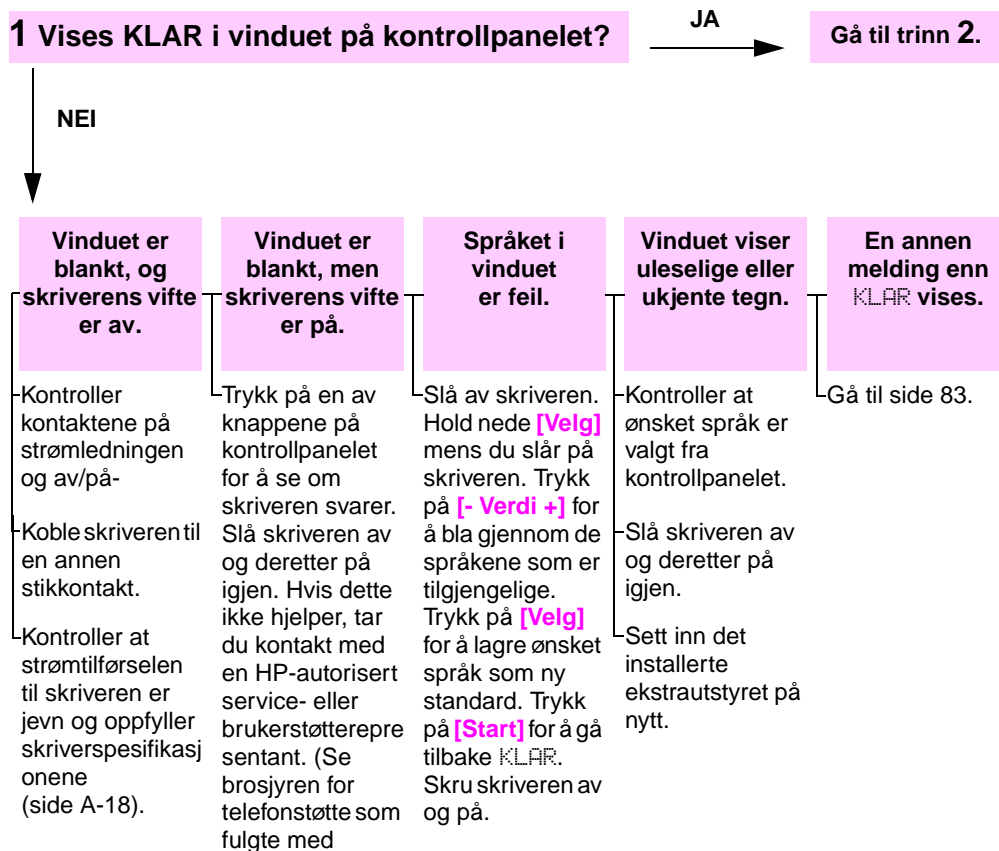 1 Vises KLAR i vinduet på kontrollpanelet?
JA
Gå til trinn 2.
NEI
Vinduet er
blankt, og
skriverens vifte
er av.
Kontroller
kontaktene på
strømledningen
og av/på-
Koble skriveren til
en annen
stikkontakt.
Kontroller at
strømtilførselen
til skriveren er
jevn og oppfyller
skriverspesifikasj
onene
(side A-18).
Vinduet er
blankt, men
skriverens vifte
er på.
Trykk på en av
knappene på
kontrollpanelet
for å se om
skriveren svarer.
Slå skriveren av
og deretter på
igjen. Hvis dette
ikke hjelper, tar
du kontakt med
en HP-autorisert
service- eller
brukerstøtterepre
sentant. (Se
brosjyren for
telefonstøtte som
fulgte med
Språket i
vinduet
er feil.
Slå av skriveren.
Hold nede [Velg]
mens du slår på
skriveren. Trykk
på [- Verdi +] for
å bla gjennom de
språkene som er
tilgjengelige.
Trykk på [Velg]
for å lagre ønsket
språk som ny
standard. Trykk
på [Start] for å gå
tilbake KLAR.
Skru skriveren av
og på.
Vinduet viser
uleselige eller
ukjente tegn.
Kontroller at
ønsket språk er
valgt fra
kontrollpanelet.
Slå skriveren av
og deretter på
igjen.
Sett inn det
installerte
ekstrautstyret på
nytt.
En annen
melding enn
KLAR vises.
Gå til side 83.